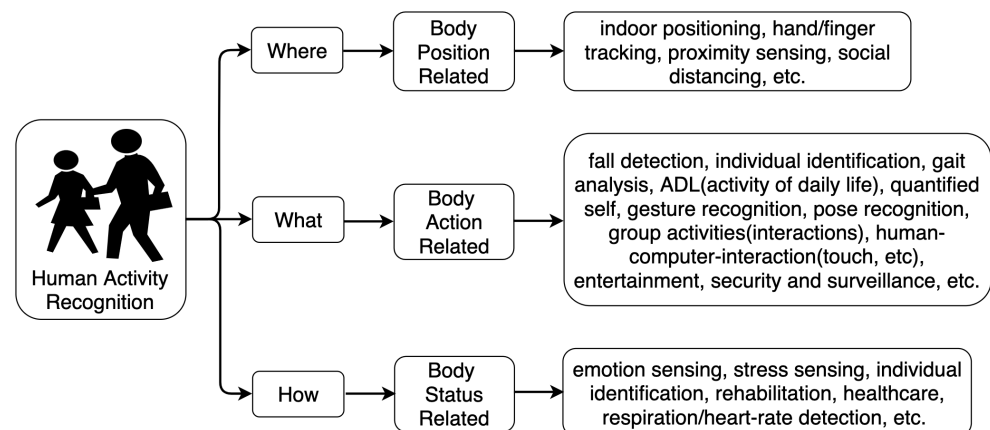 Human Activity
Recognition
Where
Body
Position
Related
indoor positioning, hand/finger
tracking, proximity sensing, social
distancing, etc.
What
Body
Action
Related
fall detection, individual identification, gait
analysis, ADL(activity of daily life), quantified
self, gesture recognition, pose recognition,
group activities(interactions), human-
computer-interaction(touch, etc),
entertainment, security and surveillance, etc.
How
Body
Status
Related
emotion sensing, stress sensing, individual
identification, rehabilitation, healthcare,
respiration/heart-rate detection, etc.